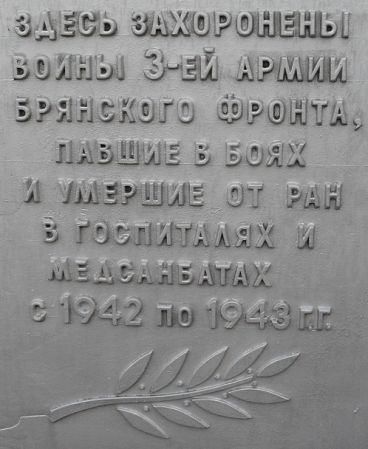 ЗДЕСЬ ЗАХОРОНЕНЫ
ВОИНЫ 3-ЕЙ АРМИИ
БРЯНСКОГО ФРОНТА,
ПАВШИЕ В БОЯХ
И УМЕРШИЕ ОТ РАН
В ГОСПИТАЛЯХ И
МЕДСАНБАТАХ
С 1942 ПО 1943 Г.Г.